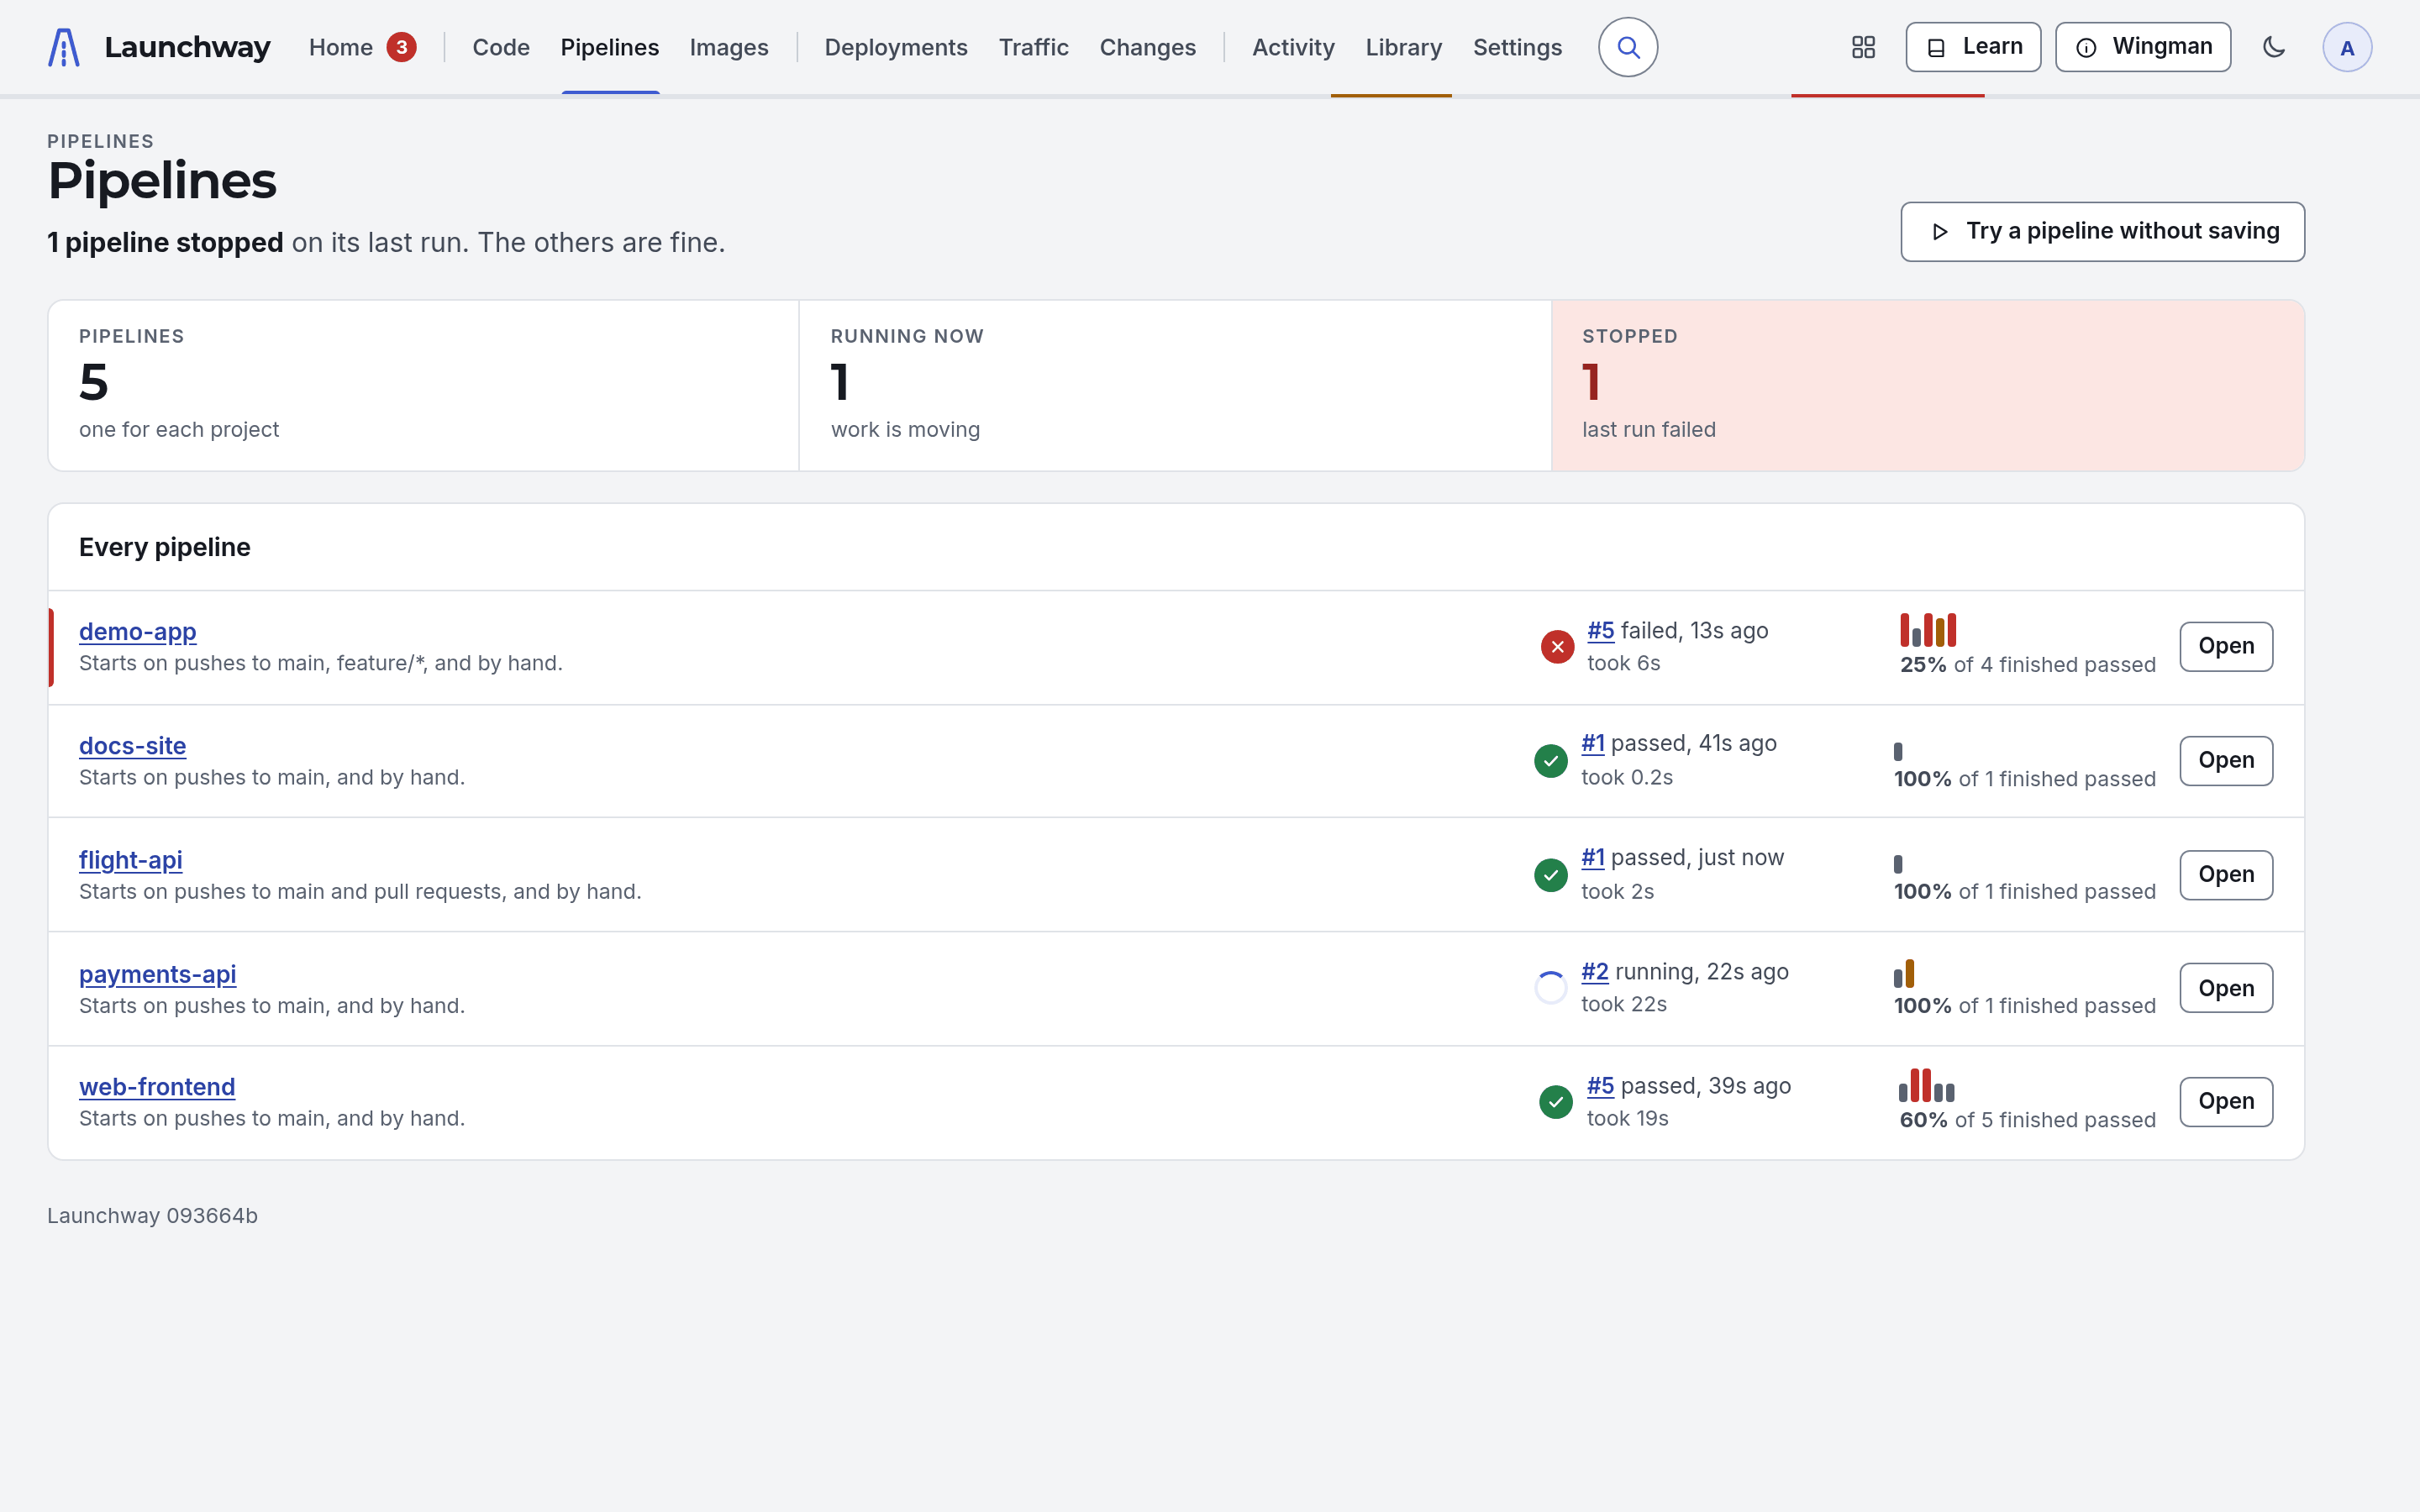 Launchway Home 3 Code Pipelines Images Deployments Traffic Changes Activity Library Settings Learn Wingman A
PIPELINES
Pipelines
1 pipeline stopped on its last run. The others are fine.
Try a pipeline without saving
PIPELINES
5
one for each project
RUNNING NOW
1
work is moving
STOPPED
1
last run failed
Every pipeline
demo-app
Starts on pushes to main, feature/*, and by hand.
#5 failed, 13s ago
took 6s
25% of 4 finished passed
Open
docs-site
Starts on pushes to main, and by hand.
#1 passed, 41s ago
took 0.2s
100% of 1 finished passed
Open
flight-api
Starts on pushes to main and pull requests, and by hand.
#1 passed, just now
took 2s
100% of 1 finished passed
Open
payments-api
Starts on pushes to main, and by hand.
#2 running, 22s ago
took 22s
100% of 1 finished passed
Open
web-frontend
Starts on pushes to main, and by hand.
#5 passed, 39s ago
took 19s
60% of 5 finished passed
Open
Launchway 093664b